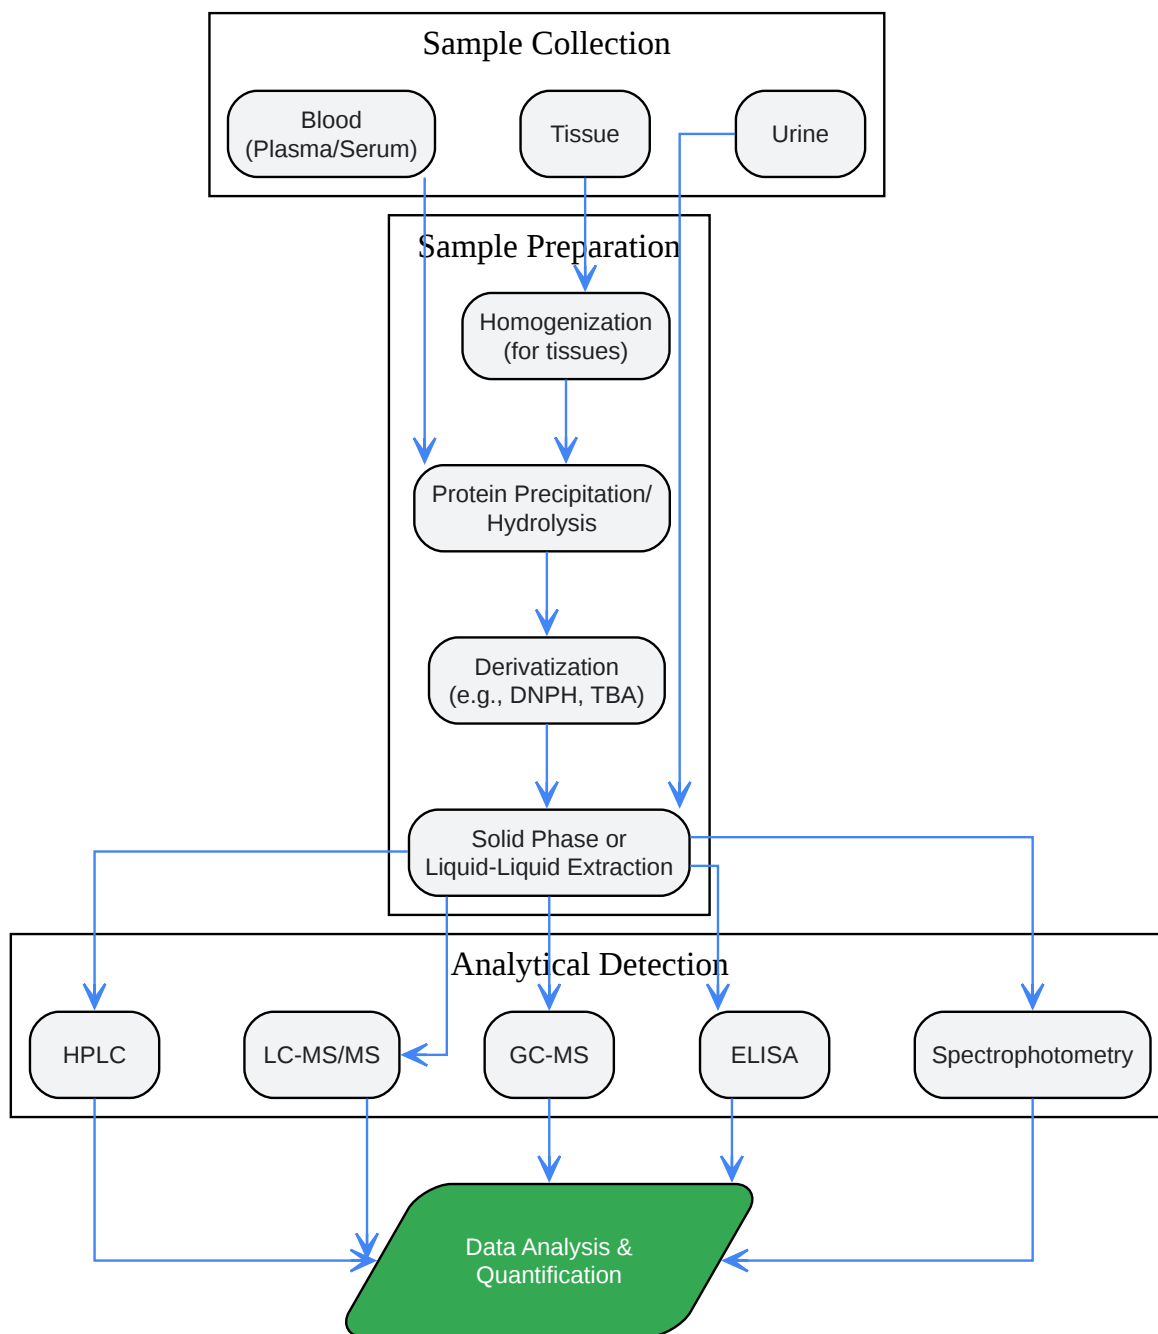 Sample Collection
Blood
(Plasma/Serum)
Tissue
Urine
Sample Preparation
Homogenization
(for tissues)
Protein Precipitation/
Hydrolysis
Derivatization
(e.g., DNPH, TBA)
Solid Phase or
Liquid-Liquid Extraction
Analytical Detection
HPLC
LC-MS/MS
GC-MS
ELISA
Spectrophotometry
Data Analysis &
Quantification